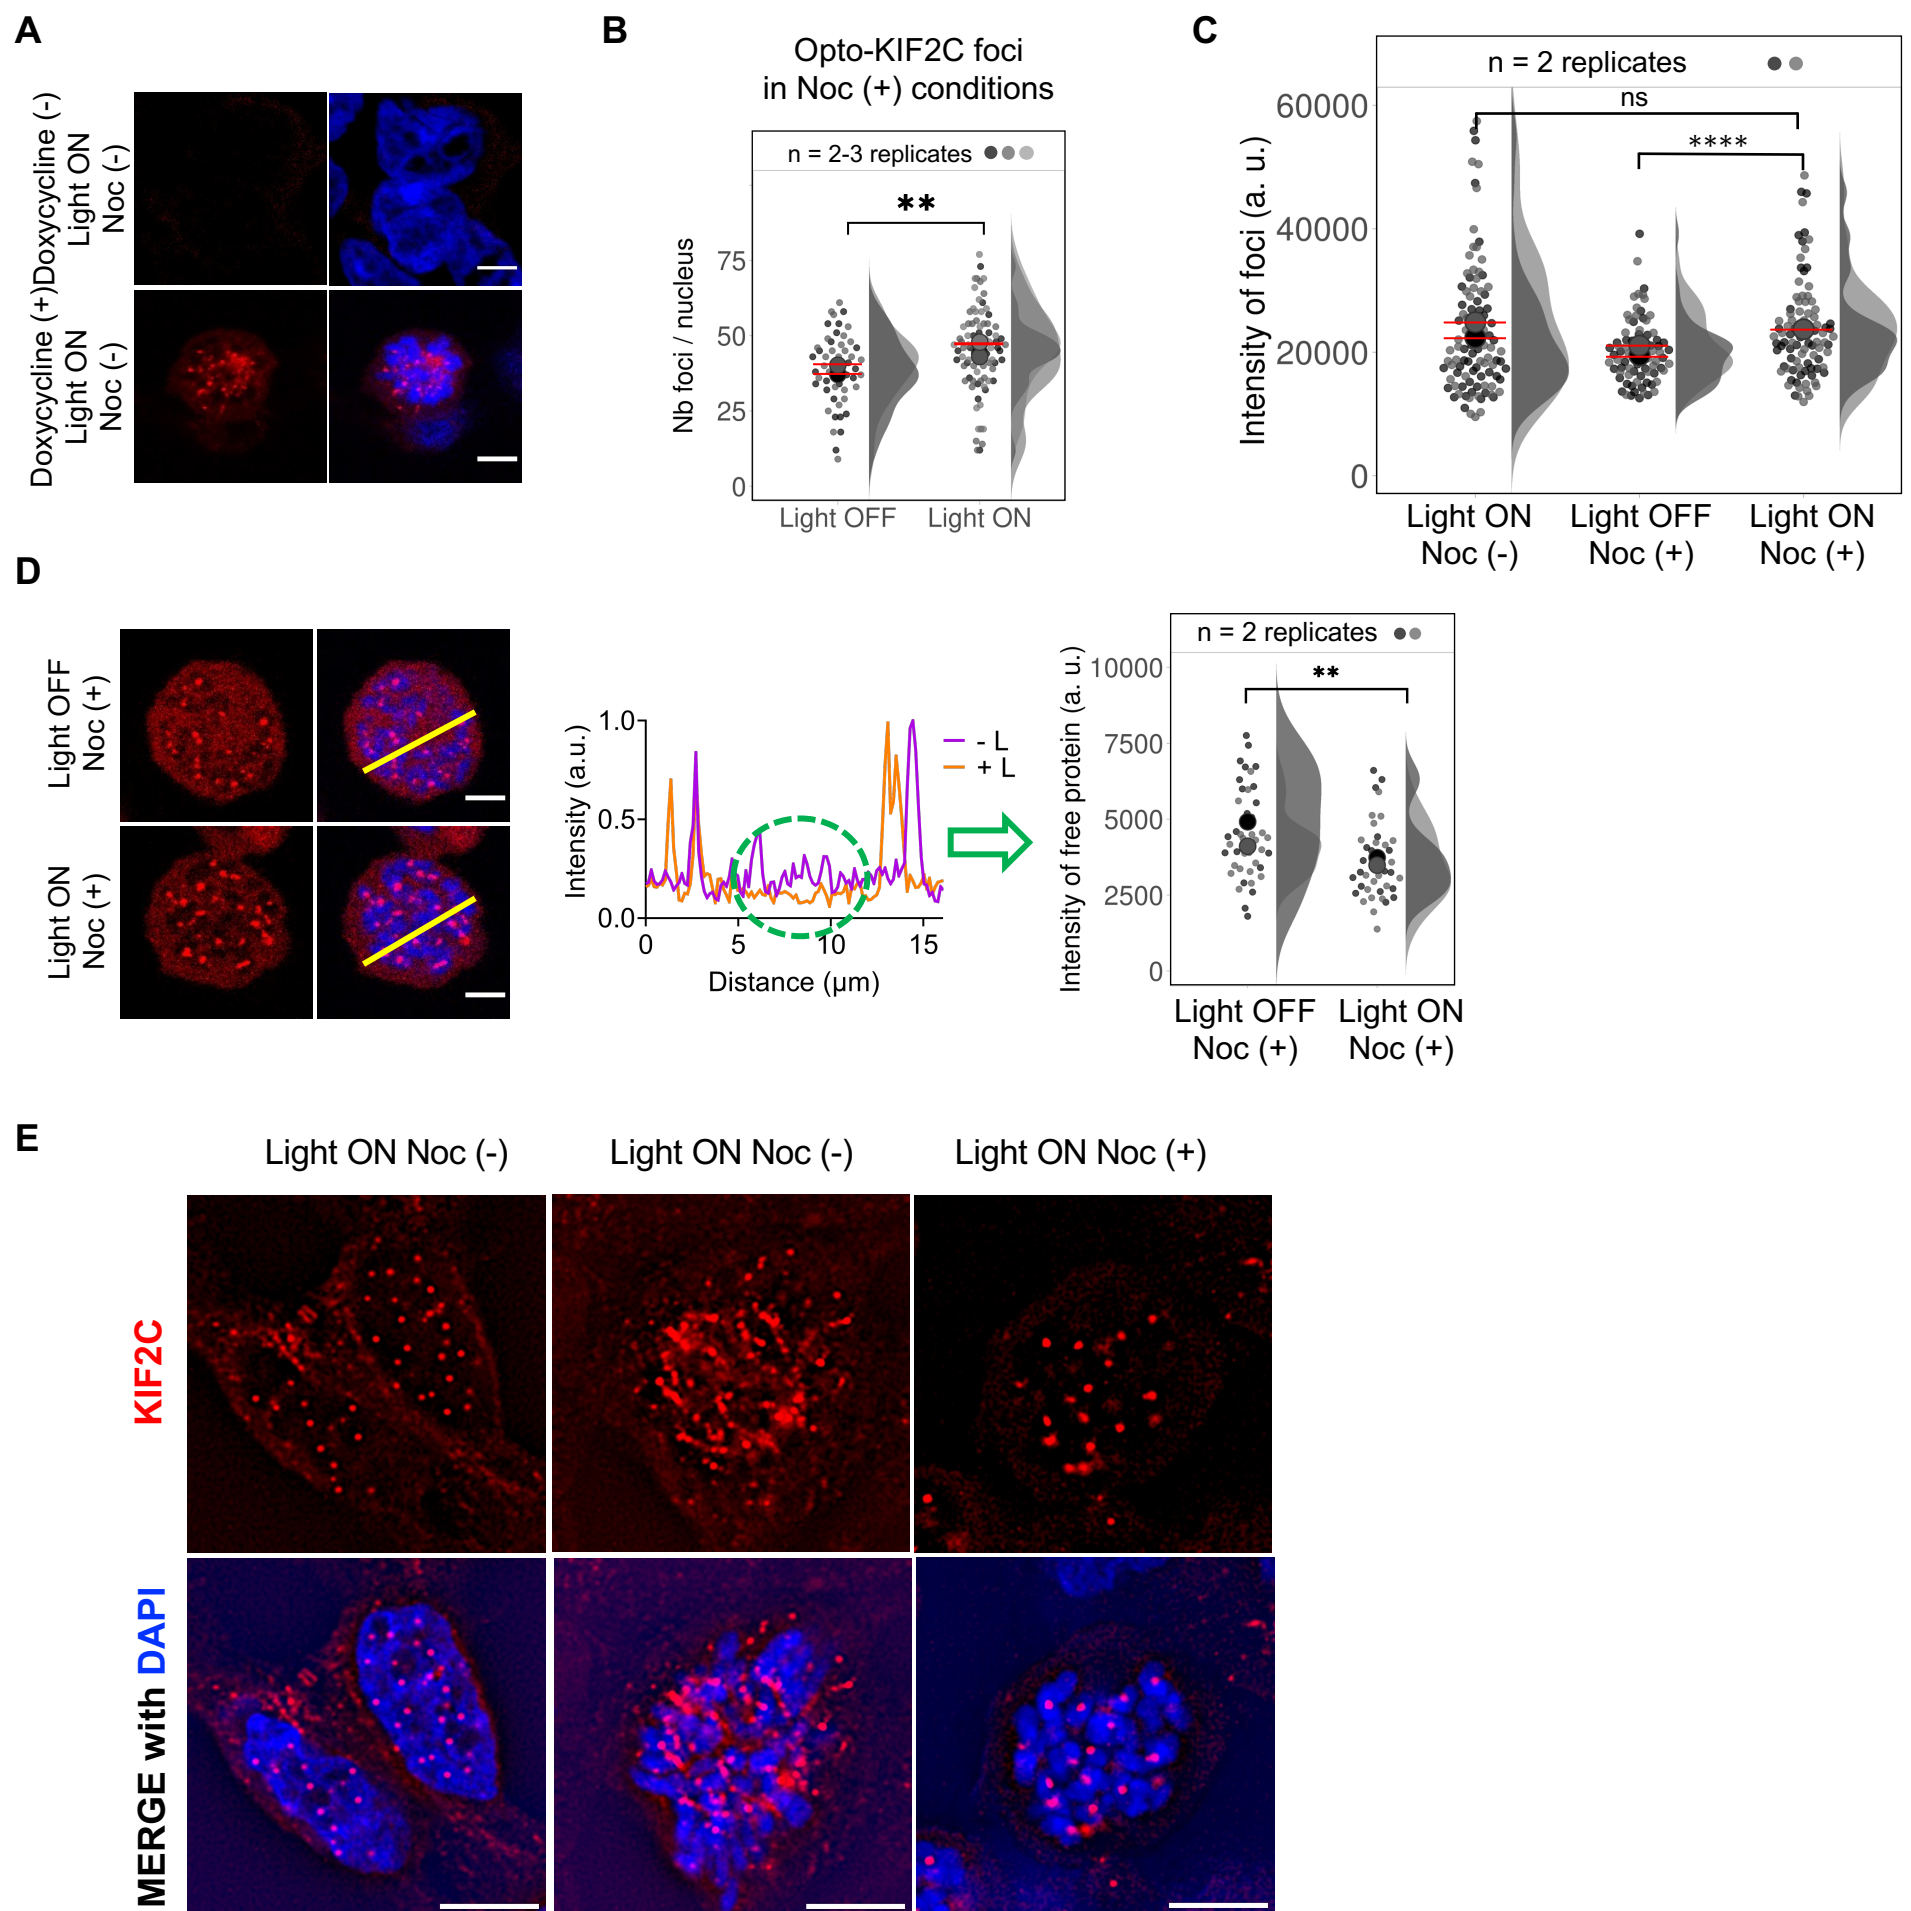 A
Doxycycline (-)
Light ON
Noc (-)
Doxycycline (+)
Light ON
Noc (-)
B
Opto-KIF2C foci
in Noc (+) conditions
n = 2-3 replicates
**
Nb foci / nucleus
75
50
25
0
Light OFF
Light ON
C
n = 2 replicates
ns
****
Intensity of foci (a. u.)
60000
40000
20000
0
Light ON
Noc (-)
Light OFF
Noc (+)
Light ON
Noc (+)
D
Light OFF
Noc (+)
Light ON
Noc (+)
Intensity (a.u.)
1.0
0.5
0.0
0
5
10
15
Distance (µm)
- L
+ L
n = 2 replicates
**
Intensity of free protein (a. u.)
10000
7500
5000
2500
0
Light OFF
Noc (+)
Light ON
Noc (+)
E
Light ON Noc (-)
Light ON Noc (-)
Light ON Noc (+)
KIF2C
MERGE with DAPI